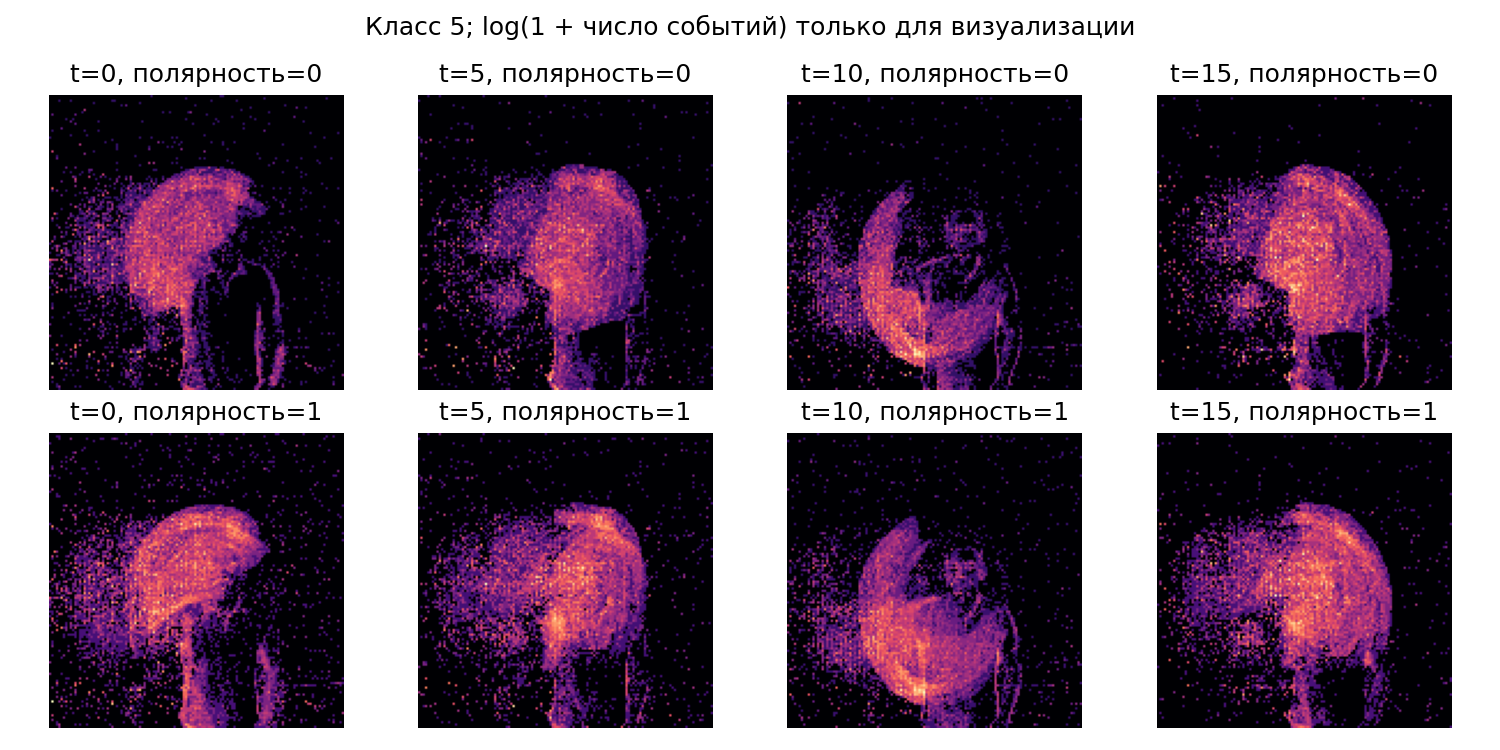 Класс 5; log(1 + число событий) только для визуализации
t=0, полярность=0
t=5, полярность=0
t=10, полярность=0
t=15, полярность=0
t=0, полярность=1
t=5, полярность=1
t=10, полярность=1
t=15, полярность=1